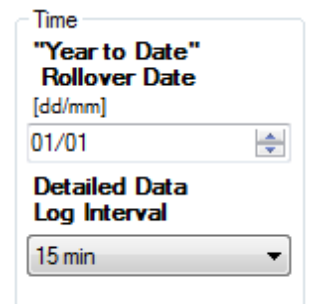 Time
"Year to Date"
Rollover Date
[dd/mm]
01/01
Detailed Data
Log Interval
15 min